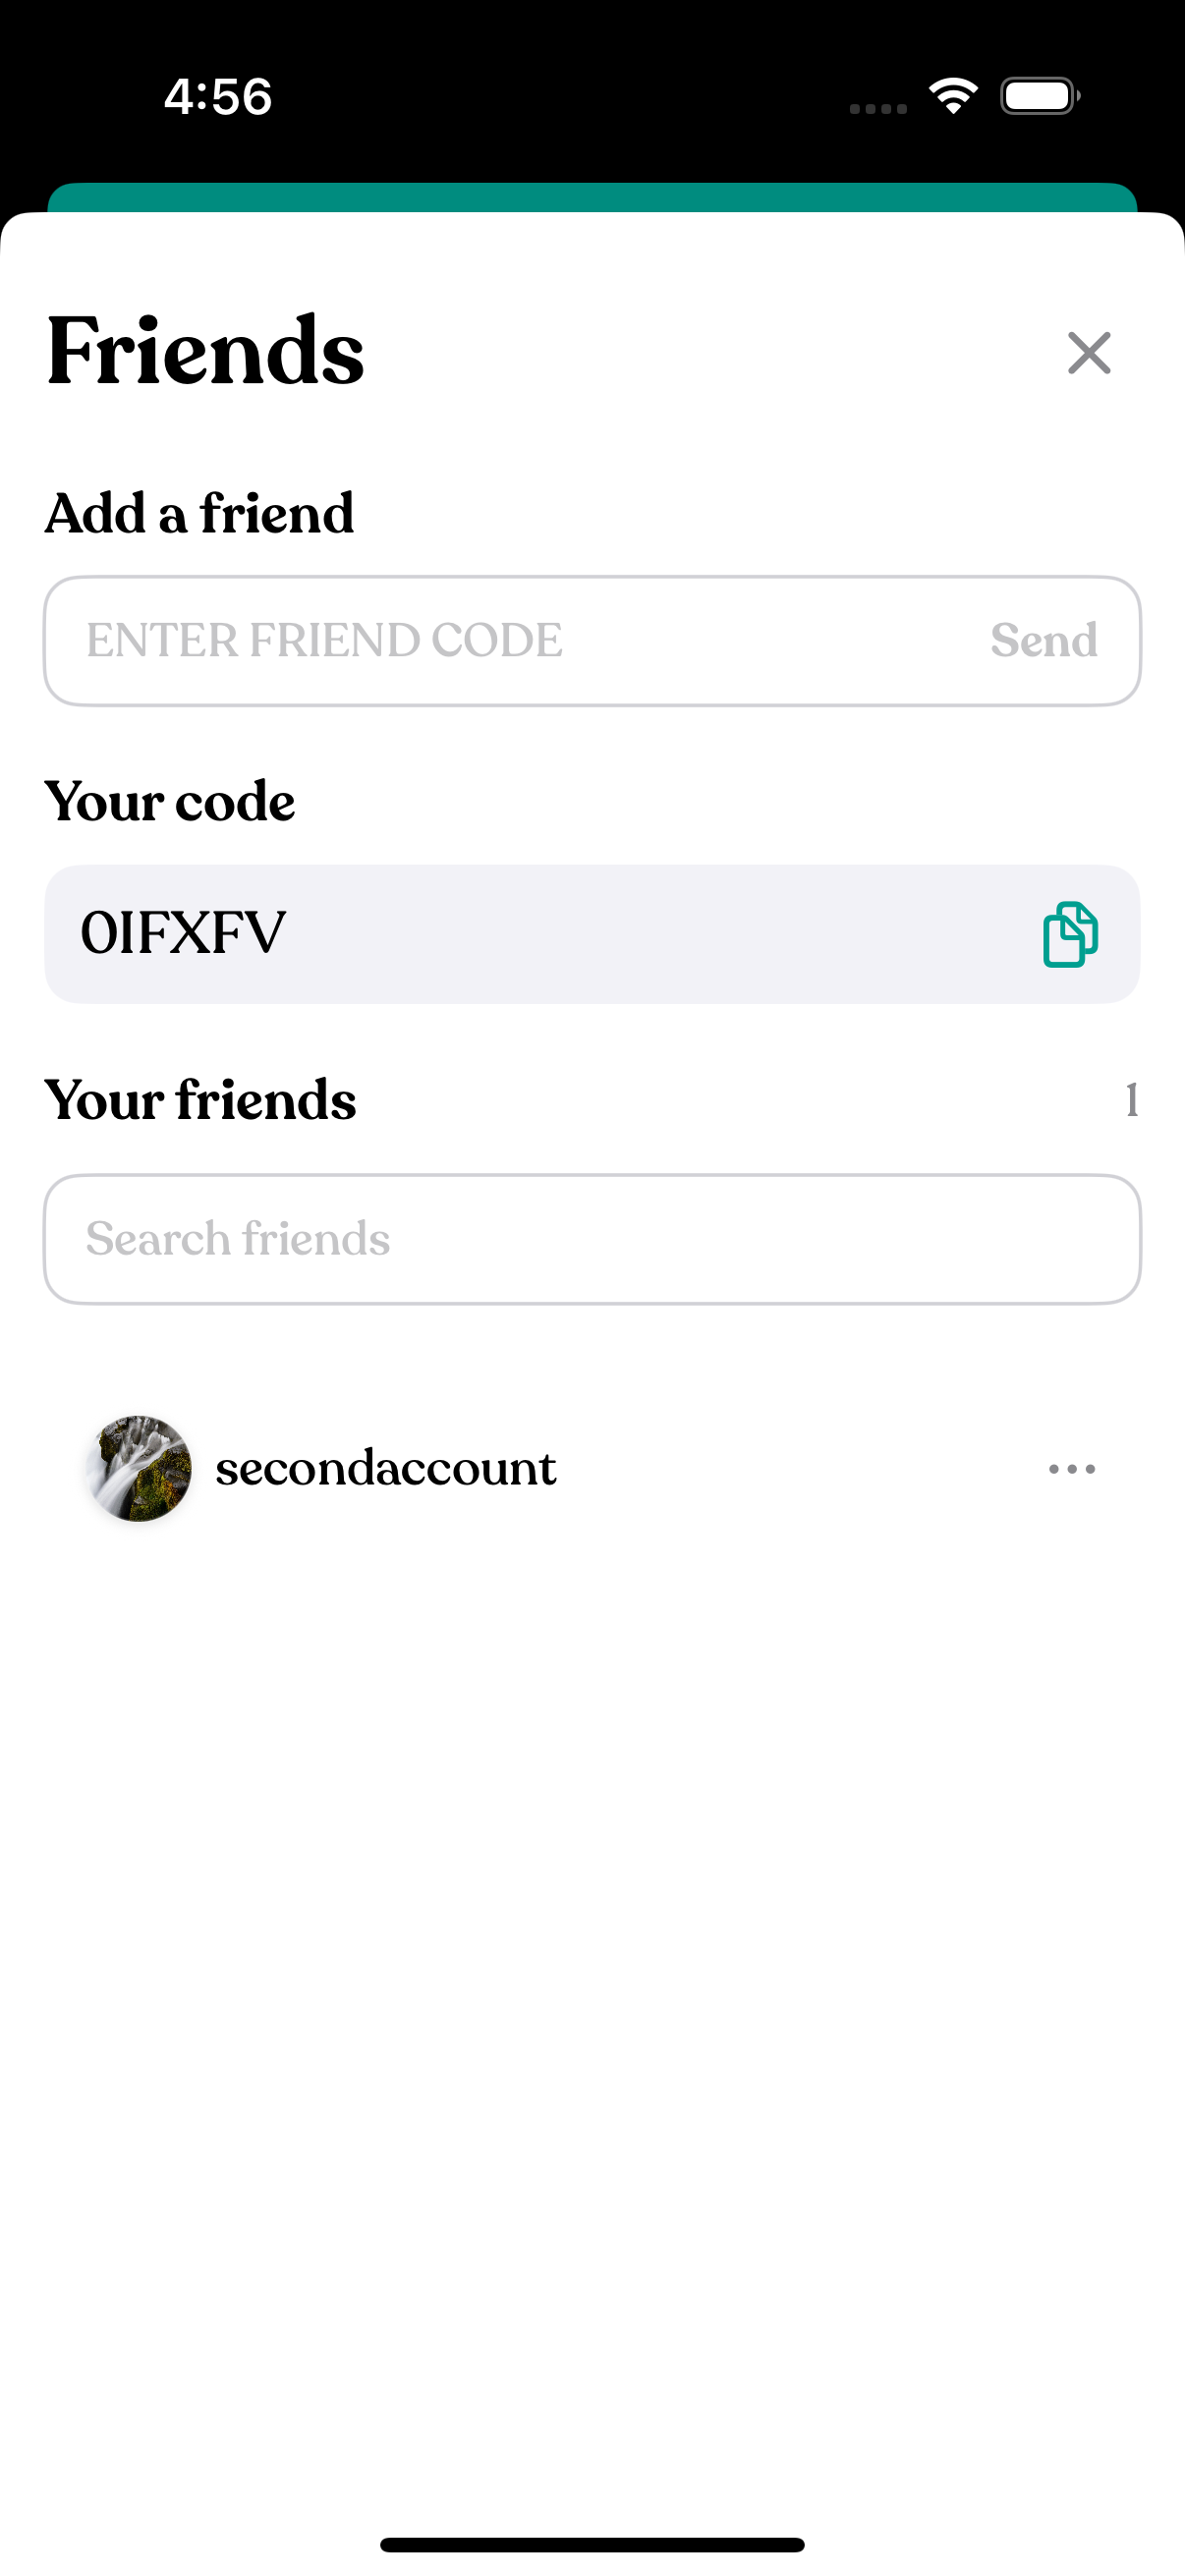 4:56
Friends
Add a friend
ENTER FRIEND CODE Send
Your code
0IFXFV
Your friends 1
Search friends
secondaccount